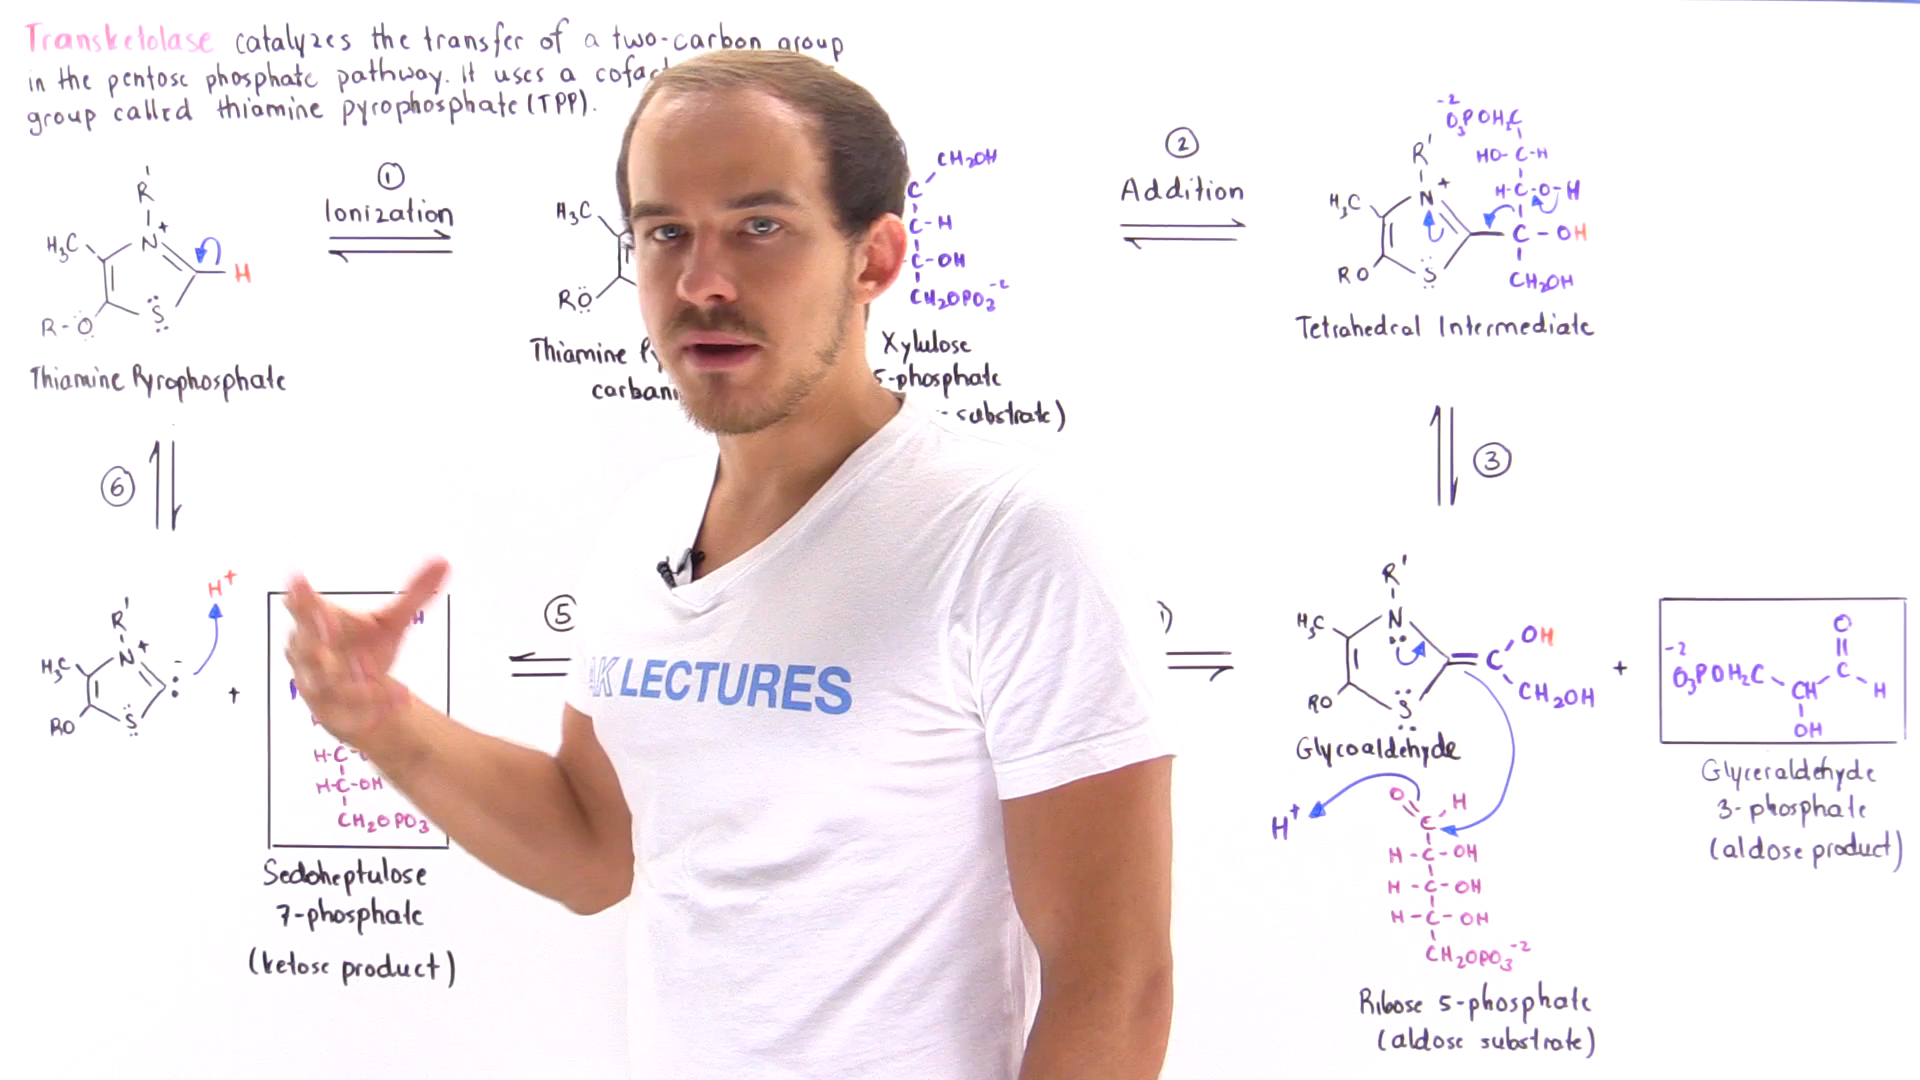 Transketolase catalyzes the transfer of a two-carbon group
in the pentose phosphate pathway. It uses a
group called thiamine pyrophosphate (TPP).
R'
N+
H3C
H
R-O
S
Thiamine Pyrophosphate
①
Ionization
H3C
RO
Thiamine
CH2OH
C
C-H
C-OH
CH2OPO3-2
Xylulose
5-phosphate
substrate)
②
Addition
-2
O3POH2C
HO-C-H
H-C-O-H
R'
N+
H3C
C-OH
RO
S
CH2OH
Tetrahedral Intermediate
⑥
③
H+
R'
N+
H3C
RO
S
+
H
H-C-
H-C-OH
CH2OPO3
Sedoheptulose
7-phosphate
(ketose product)
⑤
R'
N
H3C
RO
S
C
OH
CH2OH
Glycoaldehyde
+
-2
O3POH2C
CH
OH
O
C
H
Glyceraldehyde
3-phosphate
(aldose product)
H+
O
H
C
H-C-OH
H-C-OH
H-C-OH
CH2OPO3-2
Ribose 5-phosphate
(aldose substrate)
AK LECTURES